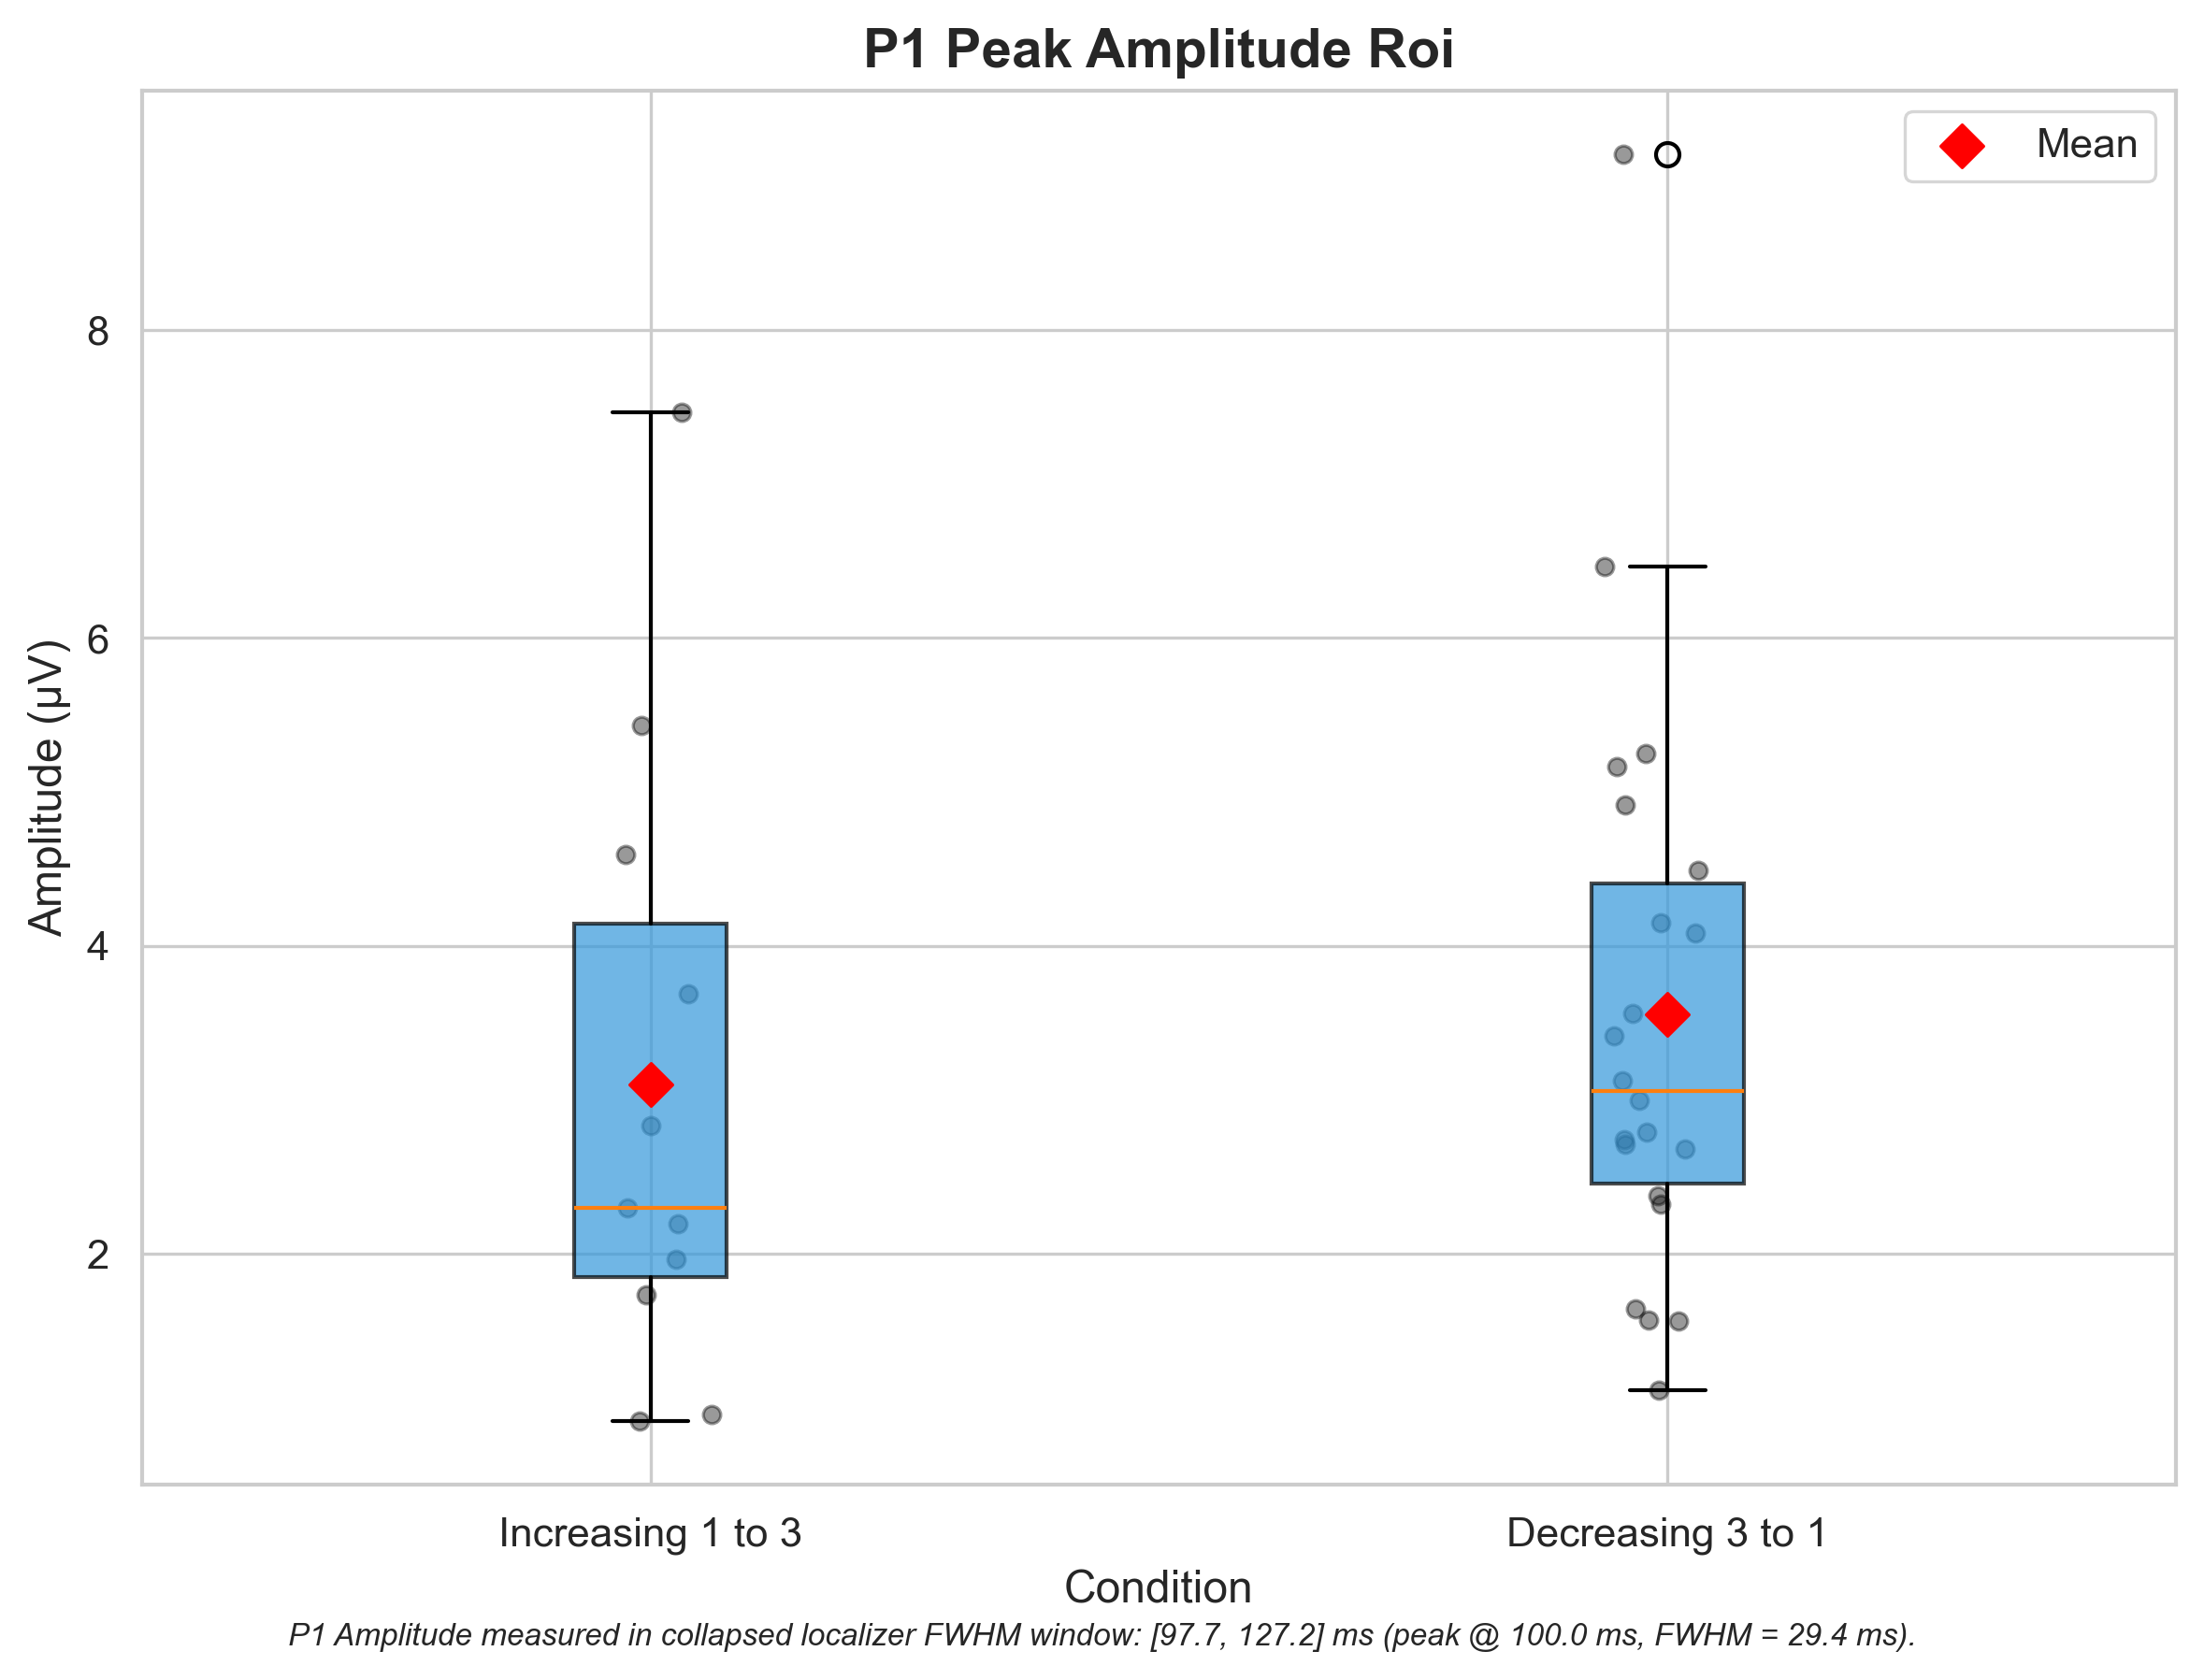 P1 Peak Amplitude Roi
Mean
8
6
4
2
Amplitude (μV)
Increasing 1 to 3
Decreasing 3 to 1
Condition
P1 Amplitude measured in collapsed localizer FWHM window: [97.7, 127.2] ms (peak @ 100.0 ms, FWHM = 29.4 ms).